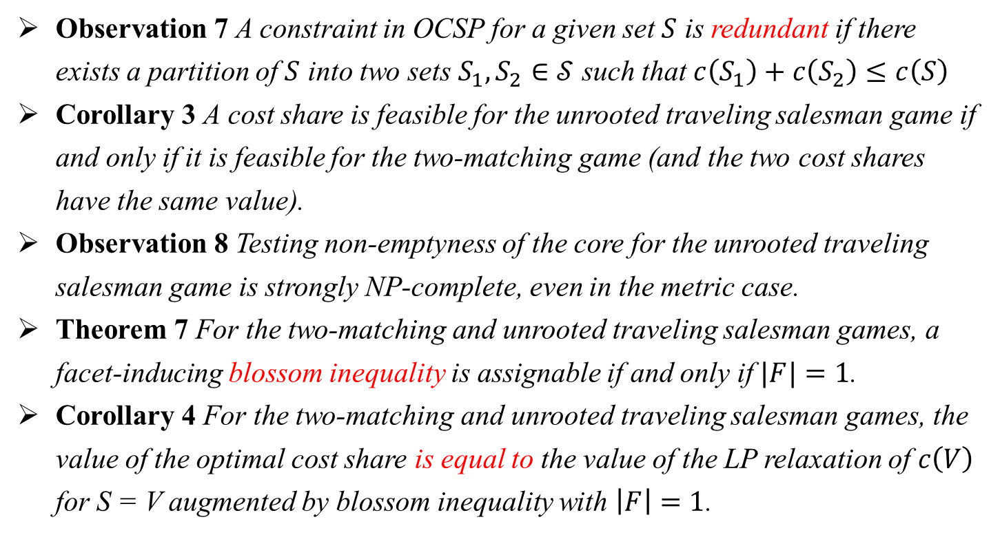 ➢ Observation 7 A constraint in OCSP for a given set S is redundant if there
exists a partition of S into two sets S₁, S₂ ∈ 𝒮 such that c(S₁) + c(S₂) ≤ c(S)
➢ Corollary 3 A cost share is feasible for the unrooted traveling salesman game if
and only if it is feasible for the two-matching game (and the two cost shares
have the same value).
➢ Observation 8 Testing non-emptyness of the core for the unrooted traveling
salesman game is strongly NP-complete, even in the metric case.
➢ Theorem 7 For the two-matching and unrooted traveling salesman games, a
facet-inducing blossom inequality is assignable if and only if |F| = 1.
➢ Corollary 4 For the two-matching and unrooted traveling salesman games, the
value of the optimal cost share is equal to the value of the LP relaxation of c(V)
for S = V augmented by blossom inequality with |F| = 1.